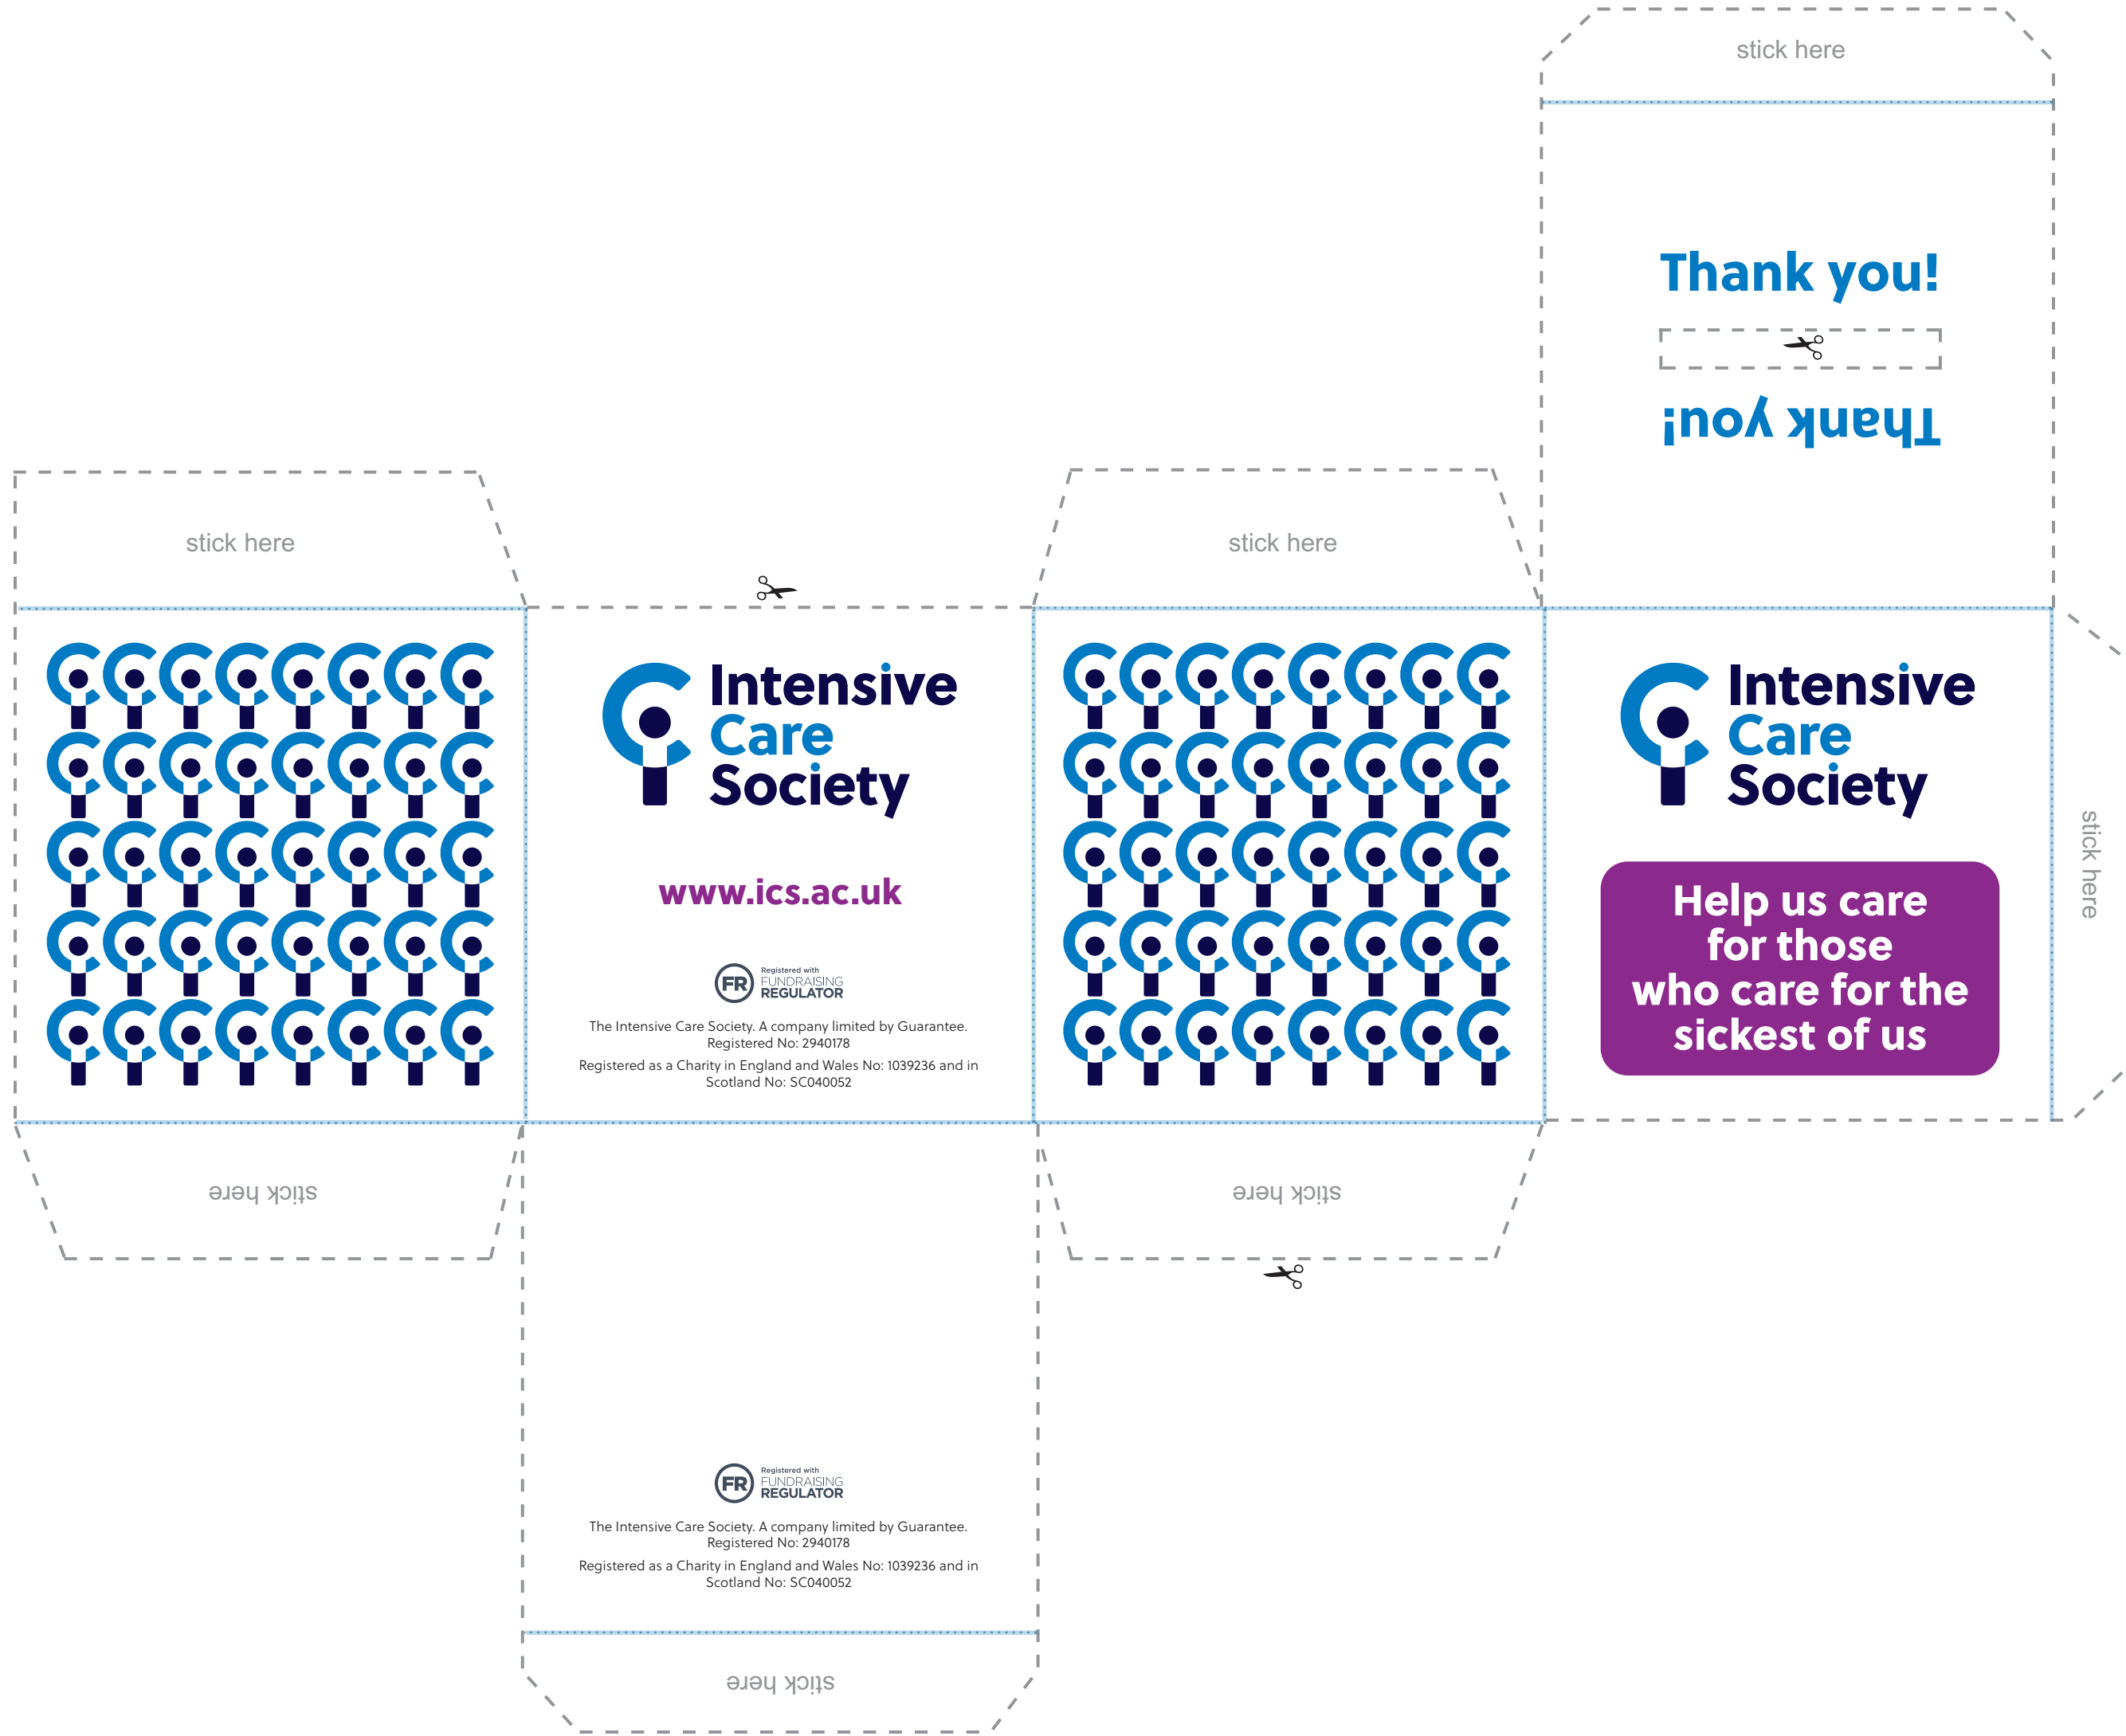 stick here
Thank you!
Thank you!
stick here
stick here
Intensive
Care
Society
www.ics.ac.uk
FR Registered with
FUNDRAISING
REGULATOR
The Intensive Care Society. A company limited by Guarantee.
Registered No: 2940178
Registered as a Charity in England and Wales No: 1039236 and in
Scotland No: SC040052
Intensive
Care
Society
Help us care
for those
who care for the
sickest of us
stick here
stick here
stick here
FR Registered with
FUNDRAISING
REGULATOR
The Intensive Care Society. A company limited by Guarantee.
Registered No: 2940178
Registered as a Charity in England and Wales No: 1039236 and in
Scotland No: SC040052
stick here